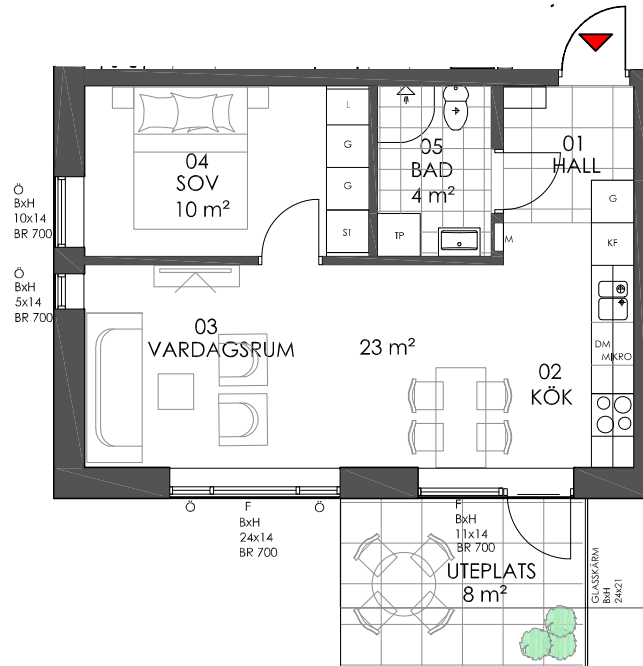 01
HALL
L
G
G
ST
04
SOV
10 m²
05
BAD
4 m²
TP
M
G
KF
Ö
BxH
10x14
BR 700
Ö
BxH
5x14
BR 700
03
VARDAGSRUM
23 m²
02
KÖK
DM
MIKRO
Ö
F
Ö
BxH
24x14
BR 700
F
BxH
11x14
BR 700
UTEPLATS
8 m²
GLASSKÄRM
BxH
24x21